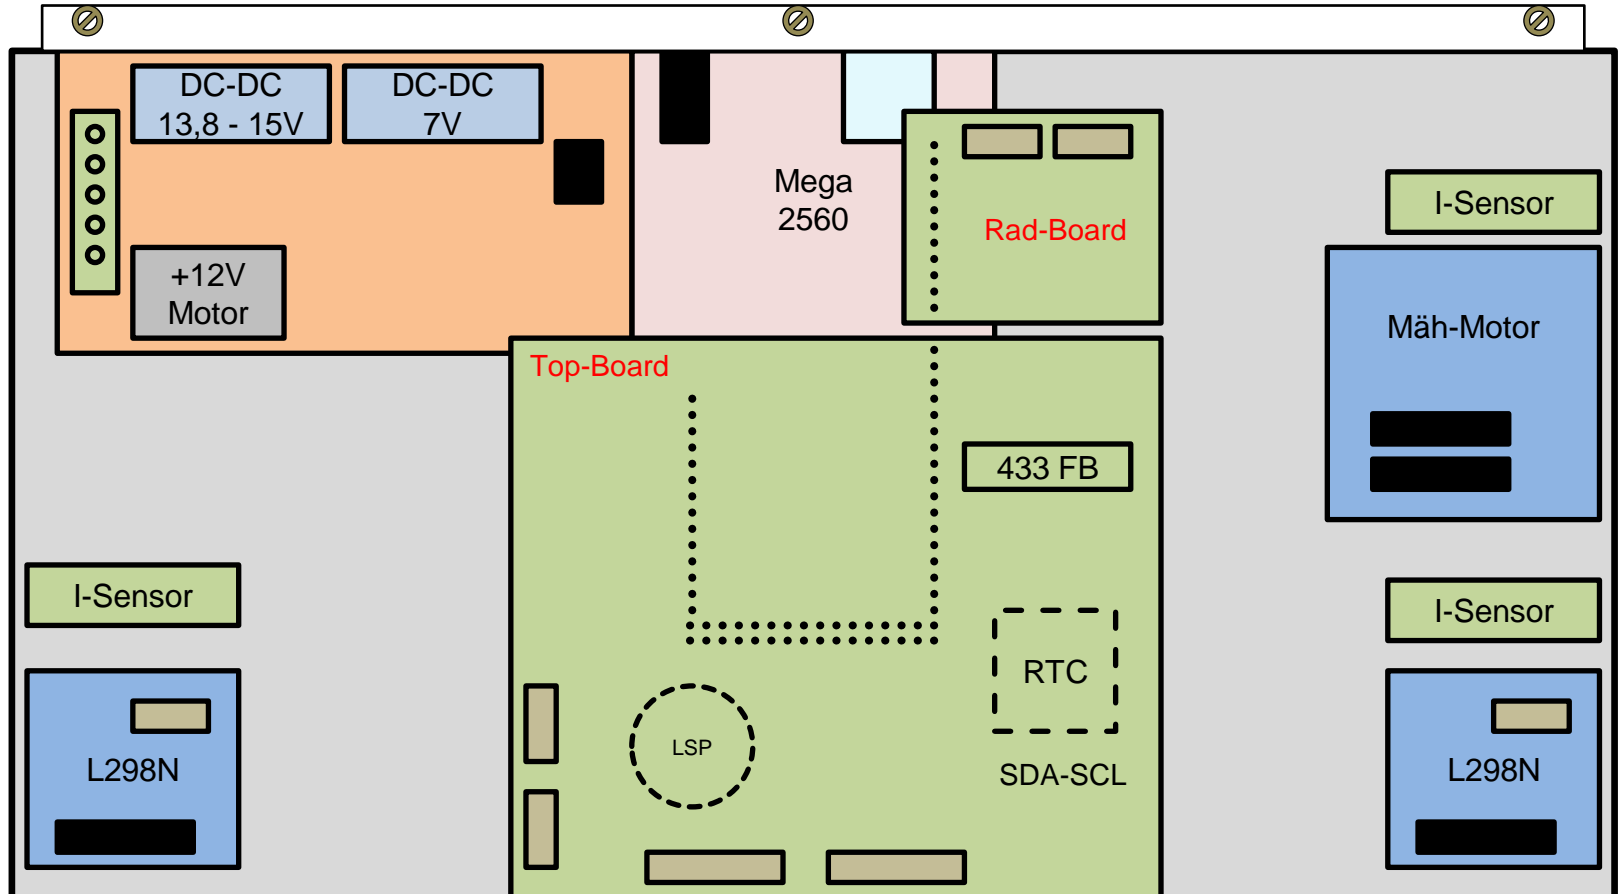 DC-DC
13,8 - 15V
DC-DC
7V
Mega
2560
Rad-Board
I-Sensor
+12V
Motor
Mäh-Motor
Top-Board
433 FB
I-Sensor
I-Sensor
RTC
LSP
SDA-SCL
L298N
L298N